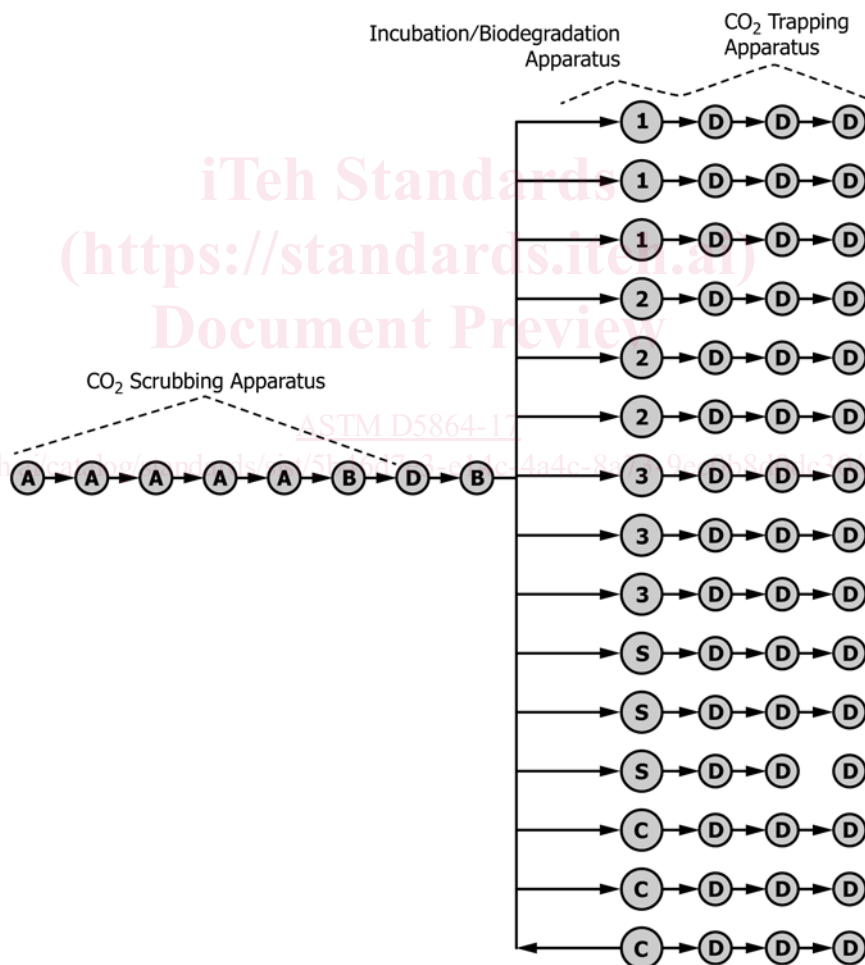 Incubation/Biodegradation
Apparatus
CO₂ Trapping
Apparatus
iTeh Standards
(https://standards.iteh.ai)
Document Preview
CO₂ Scrubbing Apparatus
ASTM D5864-17
1 D D D
1 D D D
1 D D D
2 D D D
2 D D D
2 D D D
A A A A A B D B
3 D D D
3 D D D
3 D D D
S D D D
S D D D
S D D D
C D D D
C D D D
C D D D